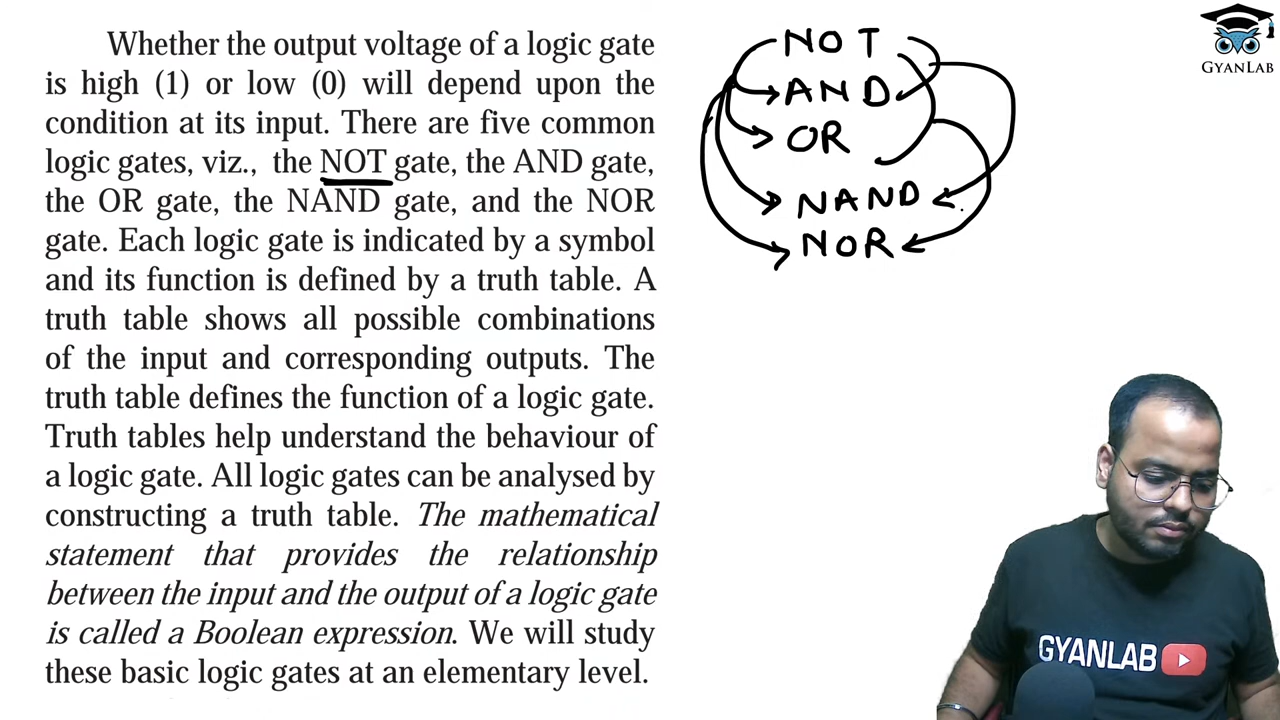 Whether the output voltage of a logic gate
is high (1) or low (0) will depend upon the
condition at its input. There are five common
logic gates, viz., the NOT gate, the AND gate,
the OR gate, the NAND gate, and the NOR
gate. Each logic gate is indicated by a symbol
and its function is defined by a truth table. A
truth table shows all possible combinations
of the input and corresponding outputs. The
truth table defines the function of a logic gate.
Truth tables help understand the behaviour of
a logic gate. All logic gates can be analysed by
constructing a truth table. The mathematical
statement that provides the relationship
between the input and the output of a logic gate
is called a Boolean expression. We will study
these basic logic gates at an elementary level.
NOT
AND
OR
NAND
NOR
GYANLAB
GYANLAB